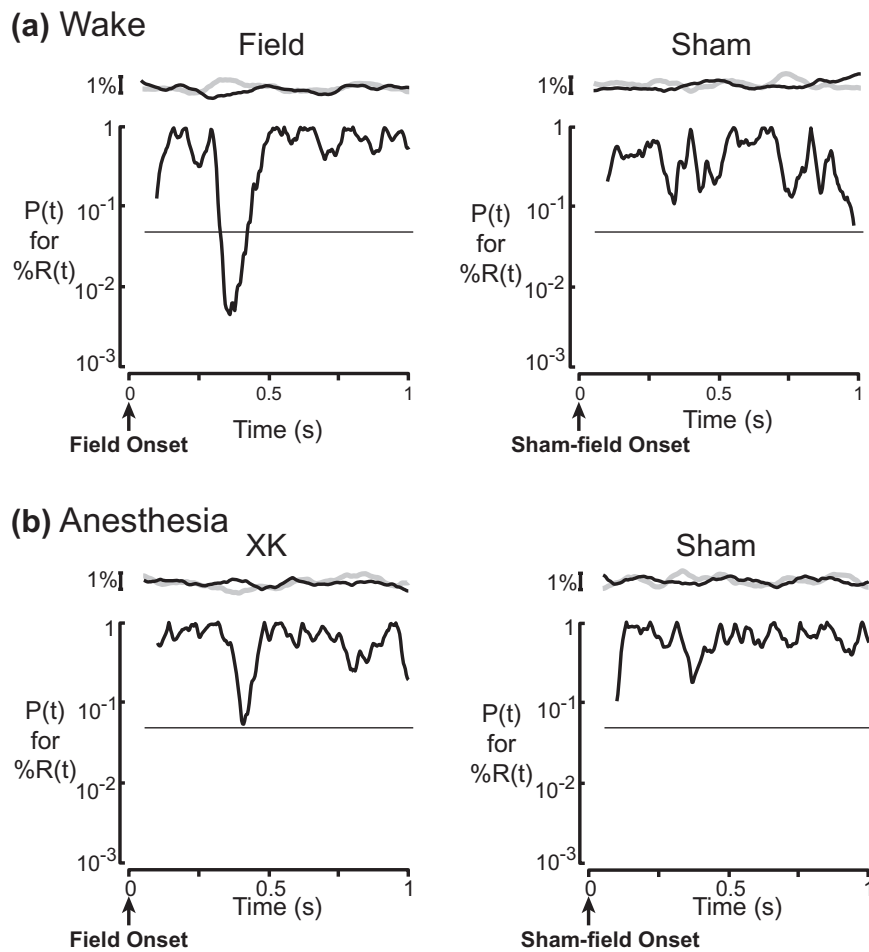 (a) Wake
Field
Sham
1%
1%
1
10-1
10-2
10-3
P(t)
for
%R(t)
0
0.5
1
Time (s)
Field Onset
1
10-1
10-2
10-3
P(t)
for
%R(t)
0
0.5
1
Time (s)
Sham-field Onset
(b) Anesthesia
XK
Sham
1%
1%
1
10-1
10-2
10-3
P(t)
for
%R(t)
0
0.5
1
Time (s)
Field Onset
1
10-1
10-2
10-3
P(t)
for
%R(t)
0
0.5
1
Time (s)
Sham-field Onset